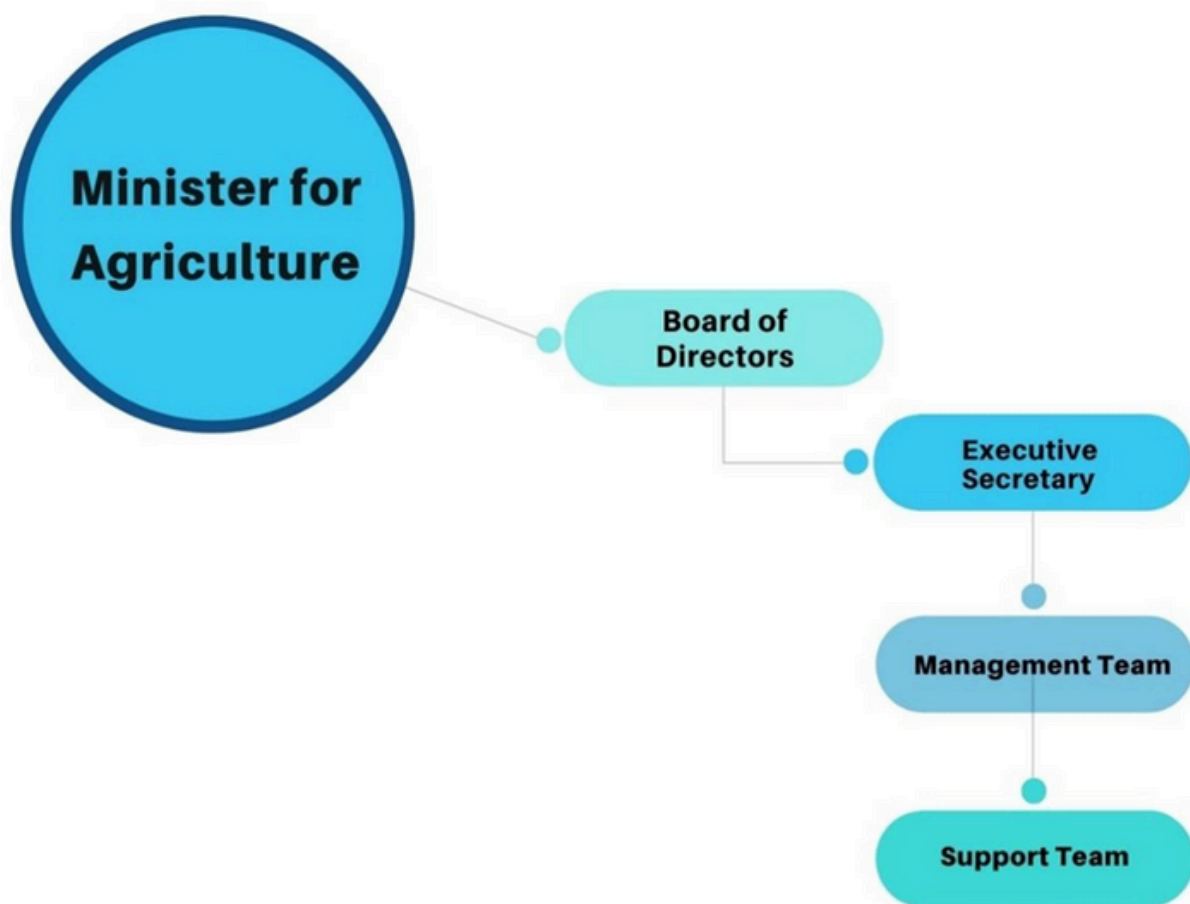 Minister for
Agriculture
Board of
Directors
Executive
Secretary
Management Team
Support Team